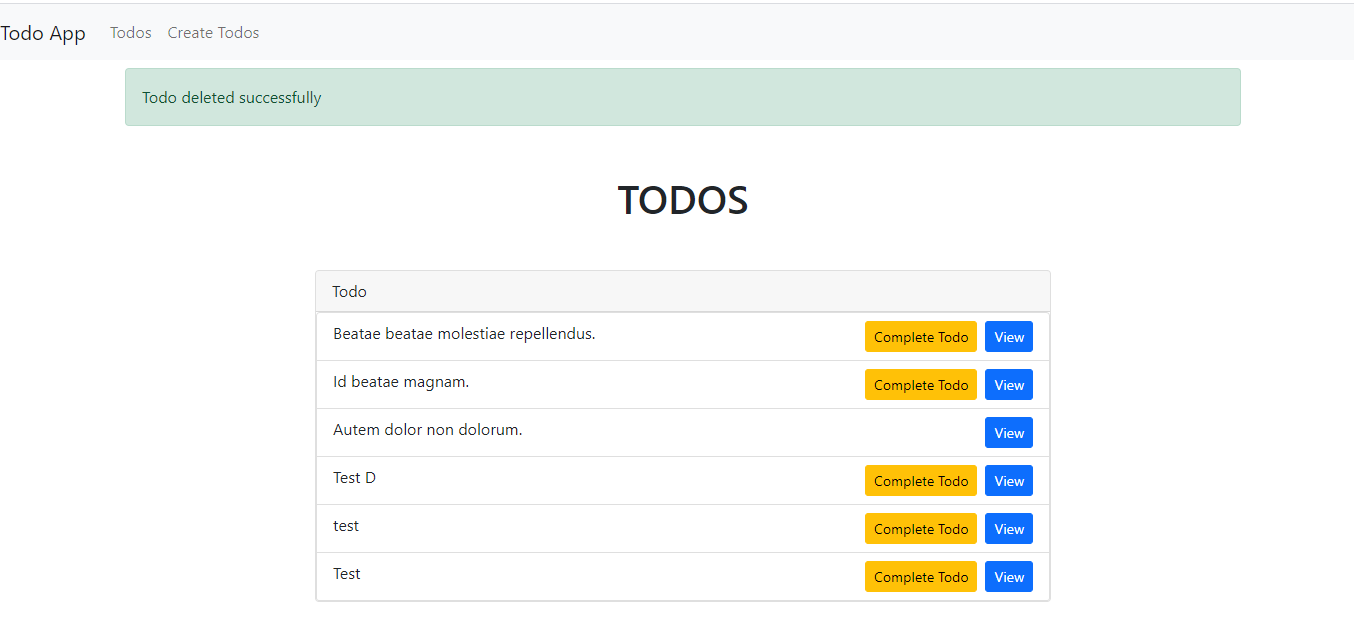 Todo App Todos Create Todos
Todo deleted successfully
TODOS
Todo
Beatae beatae molestiae repellendus. Complete Todo View
Id beatae magnam. Complete Todo View
Autem dolor non dolorum. View
Test D Complete Todo View
test Complete Todo View
Test Complete Todo View